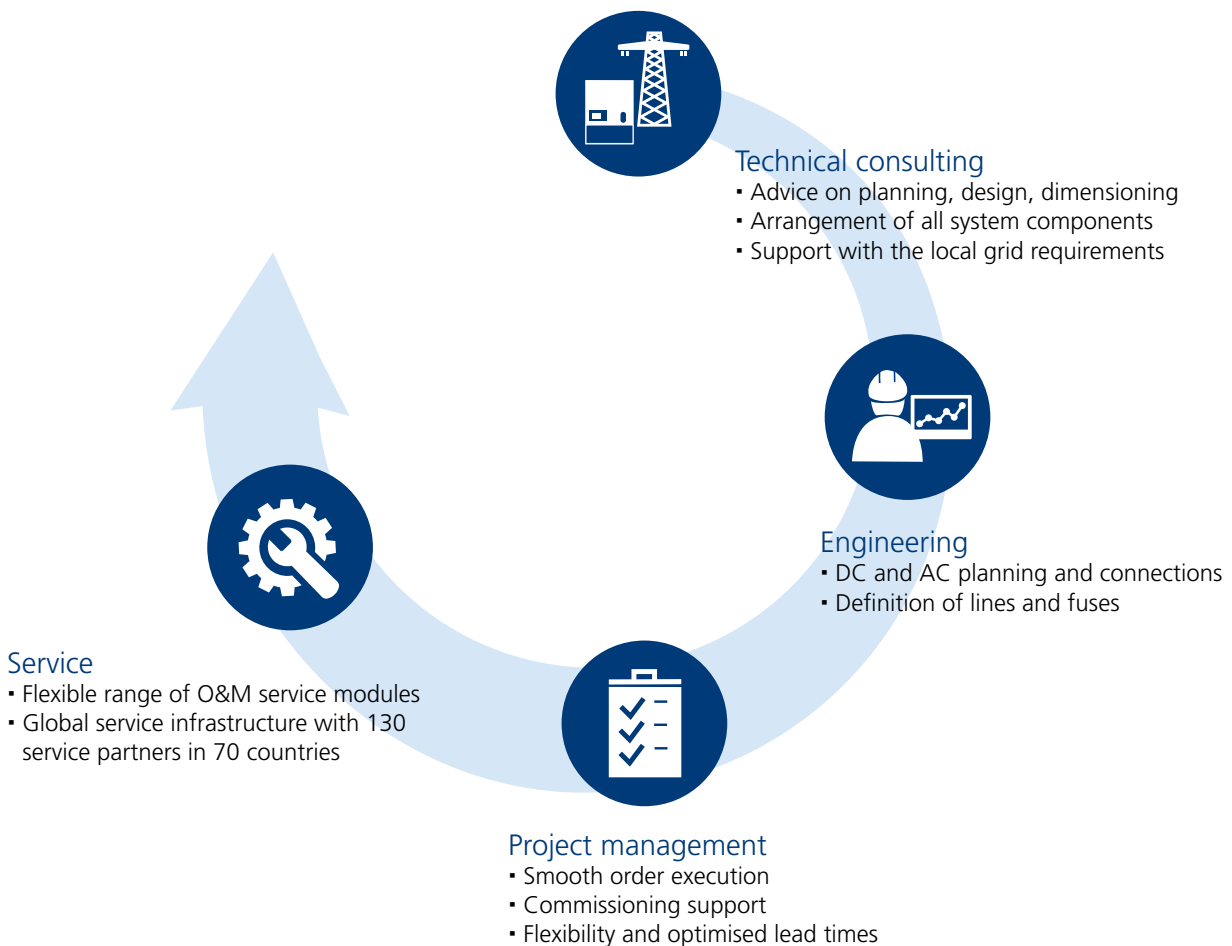 Technical consulting
▪ Advice on planning, design, dimensioning
▪ Arrangement of all system components
▪ Support with the local grid requirements
Engineering
▪ DC and AC planning and connections
▪ Definition of lines and fuses
Project management
▪ Smooth order execution
▪ Commissioning support
▪ Flexibility and optimised lead times
Service
▪ Flexible range of O&M service modules
▪ Global service infrastructure with 130
service partners in 70 countries